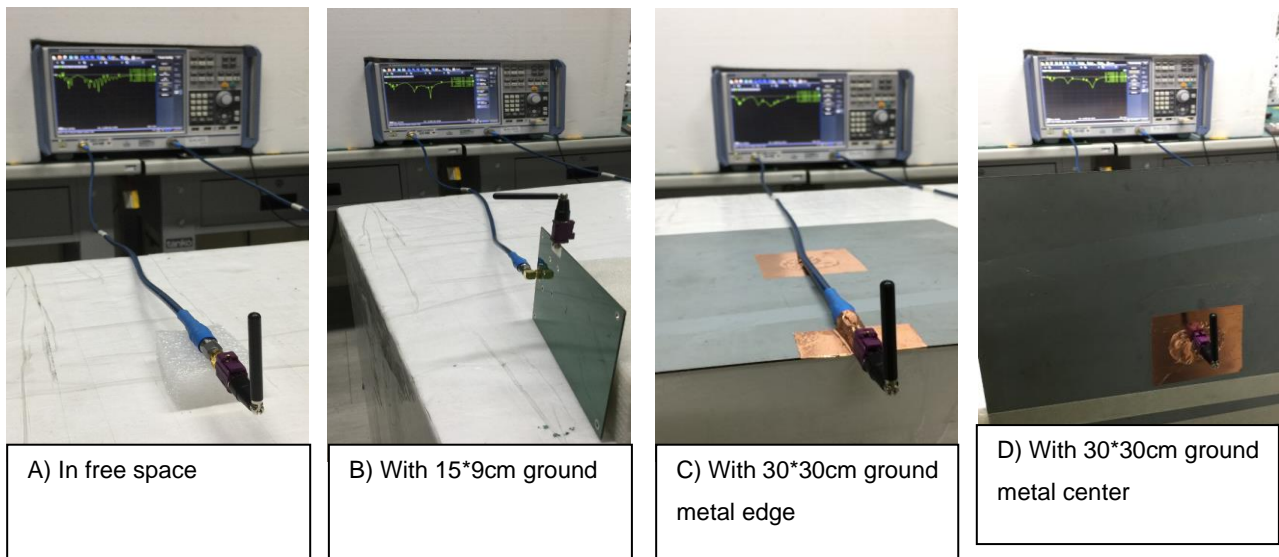 A) In free space
B) With 15*9cm ground
C) With 30*30cm ground
metal edge
D) With 30*30cm ground
metal center